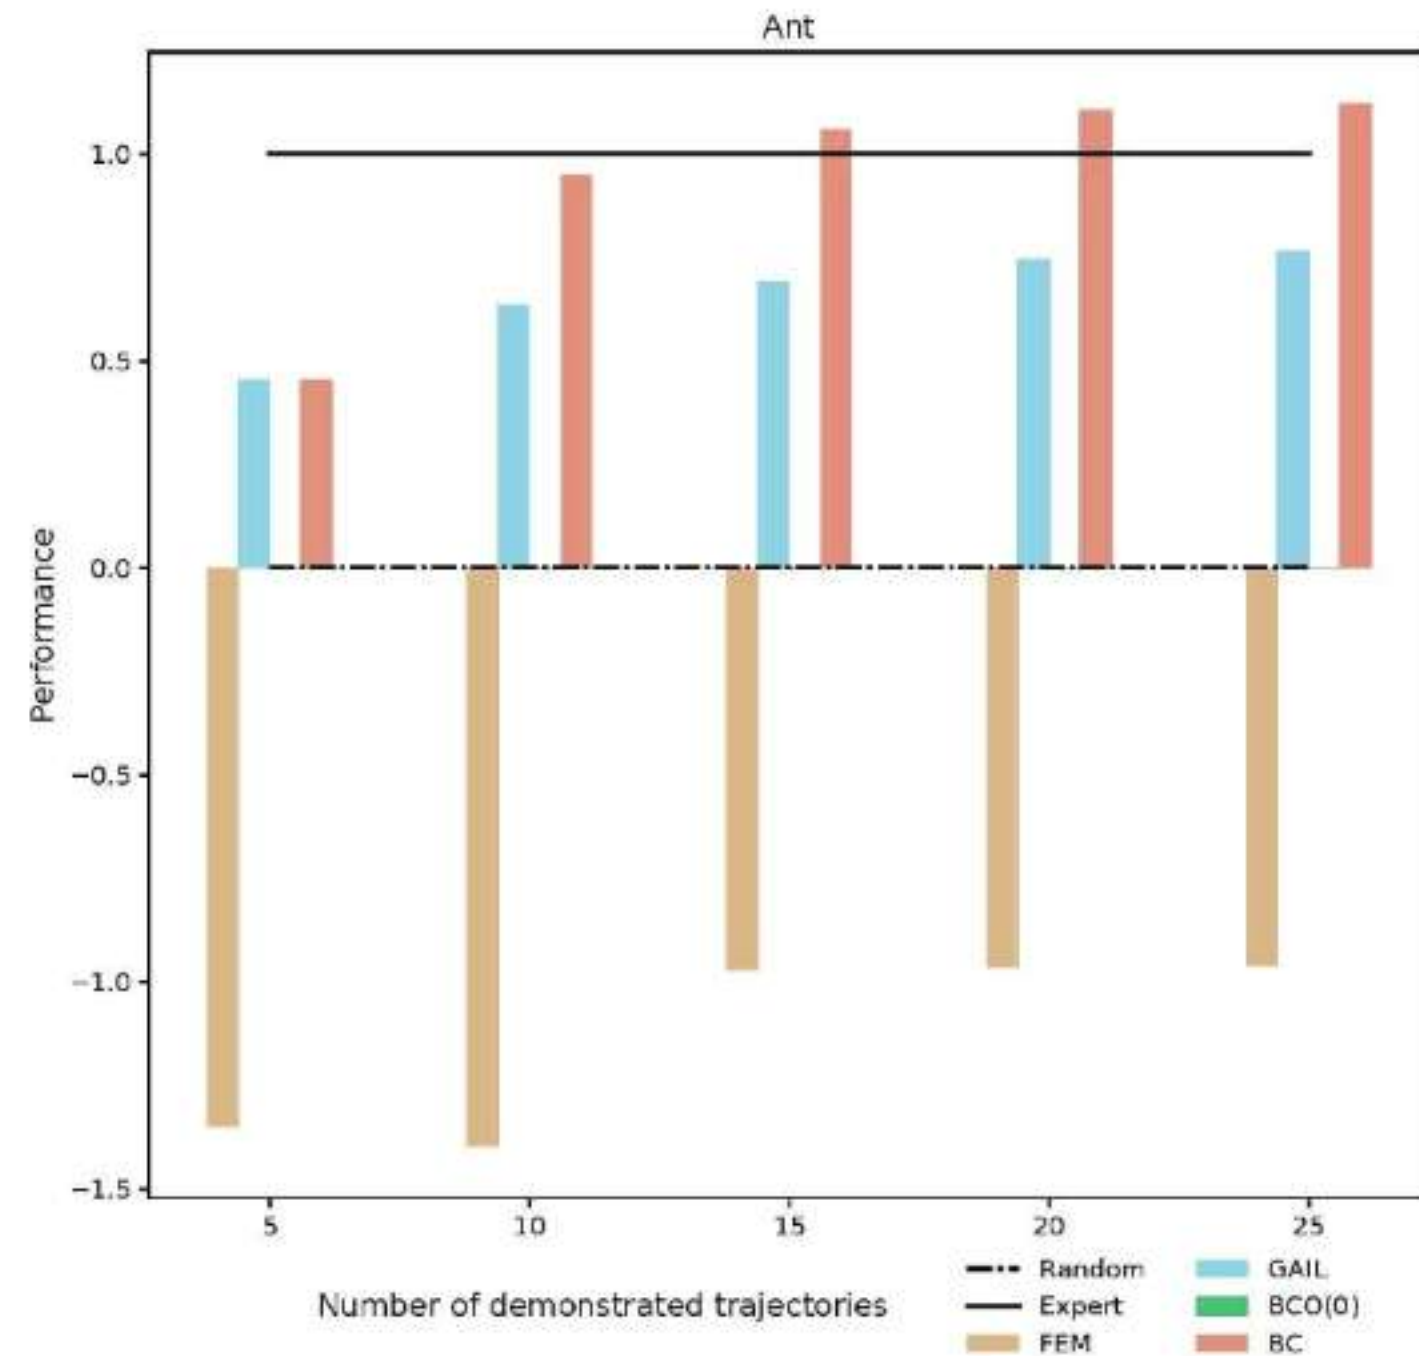 Ant
1.0
0.5
0.0
−0.5
−1.0
−1.5
Performance
5 10 15 20 25
Number of demonstrated trajectories
Random
Expert
FEM
GAIL
BCO(0)
BC